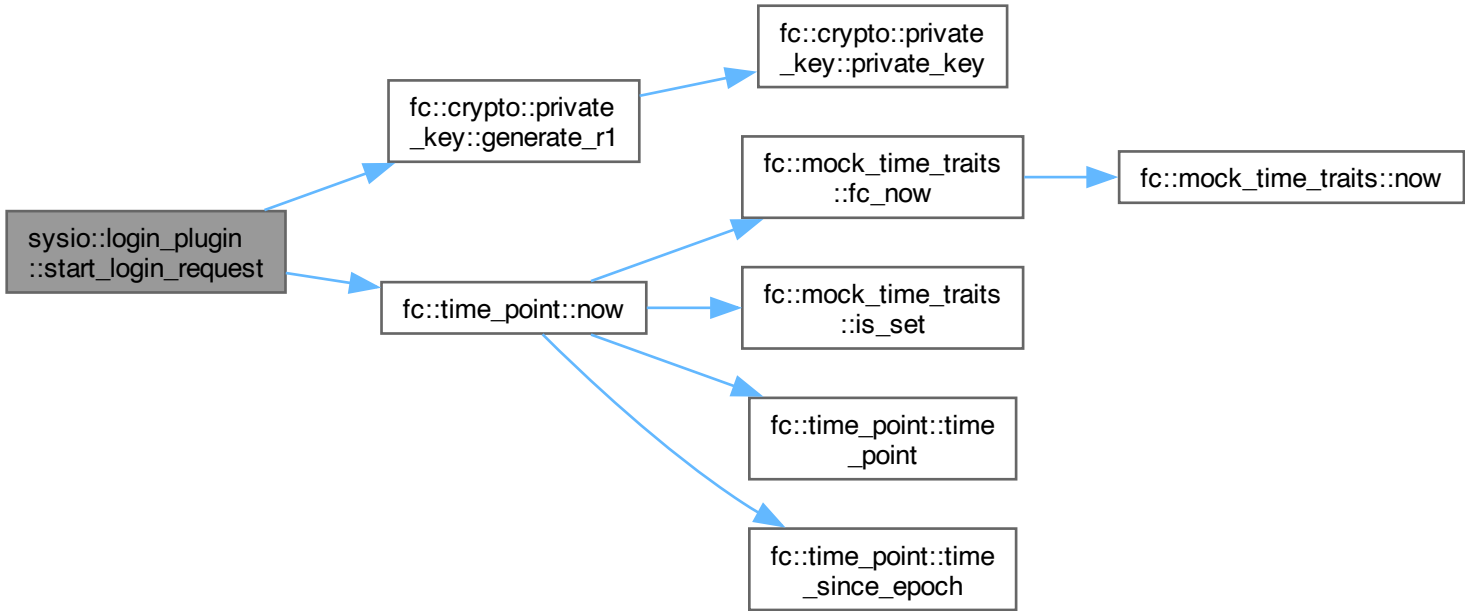 sysio::login_plugin
::start_login_request
fc::crypto::private
_key::generate_r1
fc::time_point::now
fc::crypto::private
_key::private_key
fc::mock_time_traits
::fc_now
fc::mock_time_traits
::is_set
fc::time_point::time
_point
fc::time_point::time
_since_epoch
fc::mock_time_traits::now